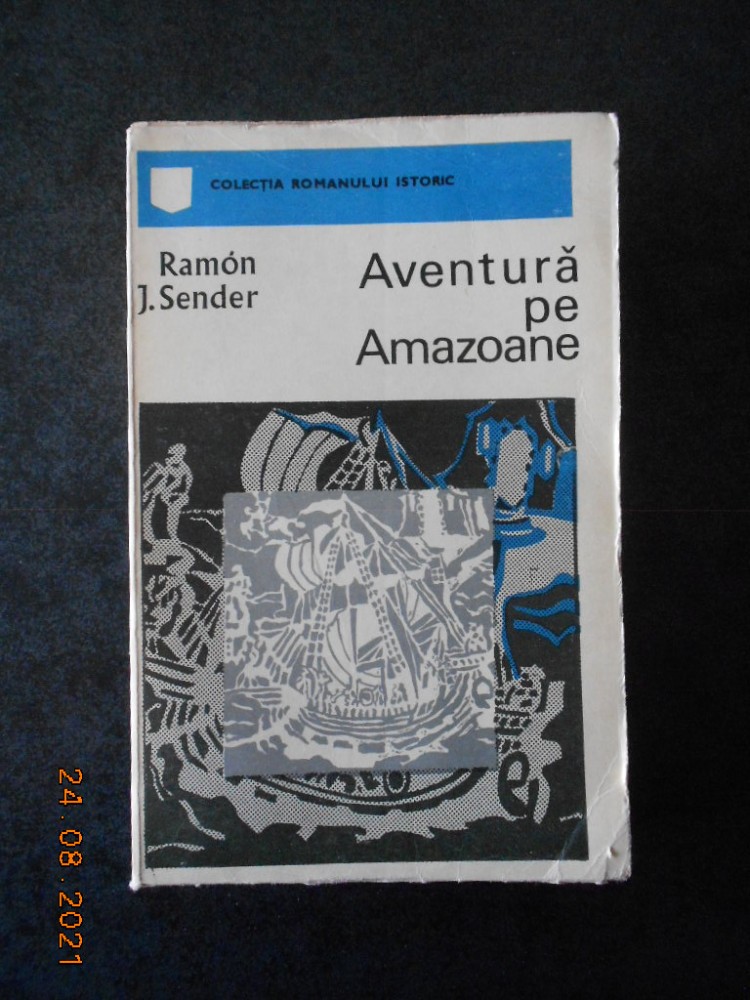 COLECȚIA ROMANULUI ISTORIC
Ramón
J. Sender
Aventură
pe
Amazoane
24.08.2021